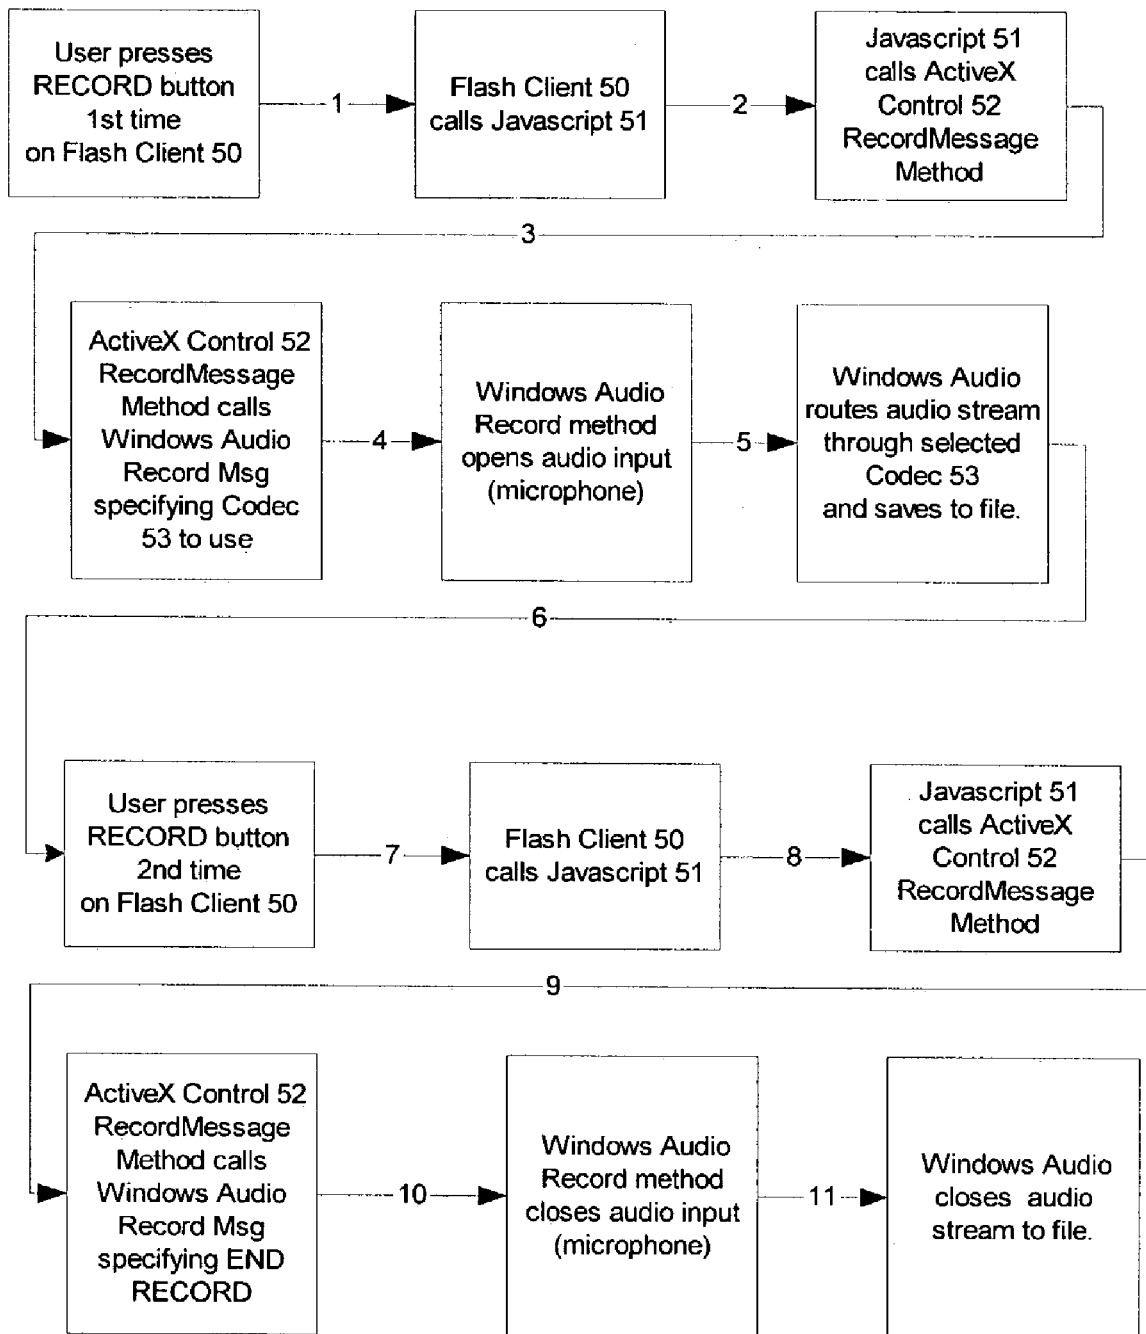 User presses
RECORD button
1st time
on Flash Client 50
1
Flash Client 50
calls Javascript 51
2
Javascript 51
calls ActiveX
Control 52
RecordMessage
Method
3
ActiveX Control 52
RecordMessage
Method calls
Windows Audio
Record Msg
specifying Codec
53 to use
4
Windows Audio
Record method
opens audio input
(microphone)
5
Windows Audio
routes audio stream
through selected
Codec 53
and saves to file.
6
User presses
RECORD button
2nd time
on Flash Client 50
7
Flash Client 50
calls Javascript 51
8
Javascript 51
calls ActiveX
Control 52
RecordMessage
Method
9
ActiveX Control 52
RecordMessage
Method calls
Windows Audio
Record Msg
specifying END
RECORD
10
Windows Audio
Record method
closes audio input
(microphone)
11
Windows Audio
closes audio
stream to file.